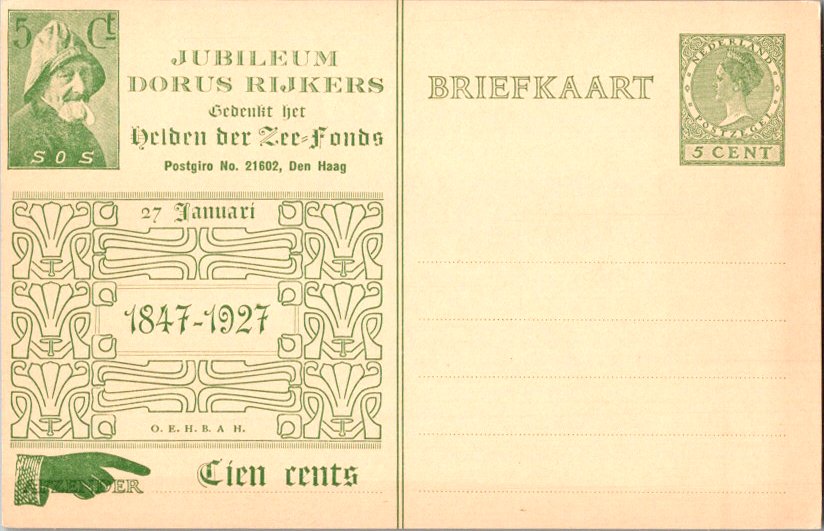 5 Ct
SOS
JUBILEUM
DORUS RIJKERS
Gedenkt het
Helden der Zee=Fonds
Postgiro No. 21602, Den Haag
27 Januari
1847-1927
O. E. H. B. A H.
AFZENDER
Tien cents
BRIEFKAART
NEDERLAND
POSTZEGEL
5 CENT